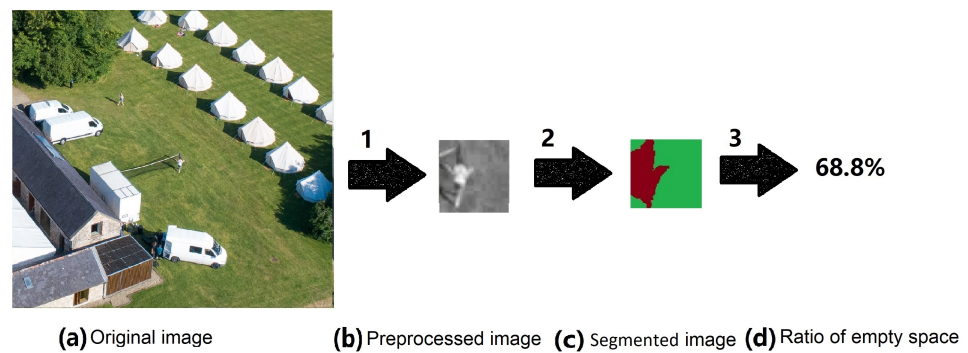 1 2 3
68.8%
(a) Original image (b) Preprocessed image (c) Segmented image (d) Ratio of empty space